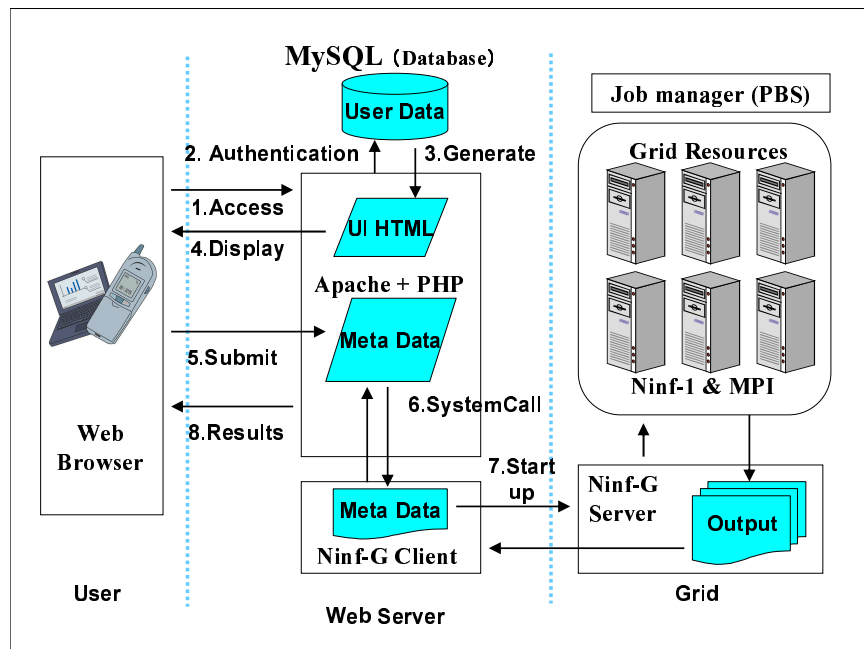 MySQL (Database)
User Data
Job manager (PBS)
2. Authentication
3.Generate
Grid Resources
1.Access
UI HTML
4.Display
Apache + PHP
Meta Data
5.Submit
Ninf-1 & MPI
6.SystemCall
8.Results
Web
Browser
7.Start
up
Ninf-G
Server
Meta Data
Output
Ninf-G Client
User
Web Server
Grid